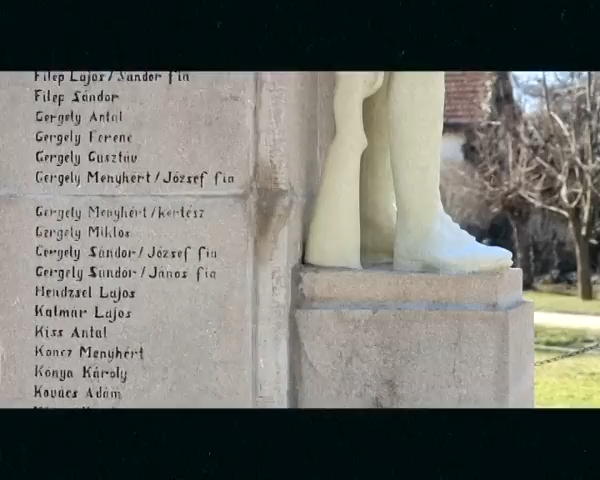 Filep Lajos/Sándor fia
Filep Sándor
Gergely Antal
Gergely Ferenc
Gergely Gusztáv
Gergely Menyhért/József fia
Gergely Menyhért/kertész
Gergely Miklós
Gergely Sándor/József fia
Gergely Sándor/János fia
Hendzsel Lajos
Kalmár Lajos
Kiss Antal
Koncz Menyhért
Kónya Károly
Kovács Ádám